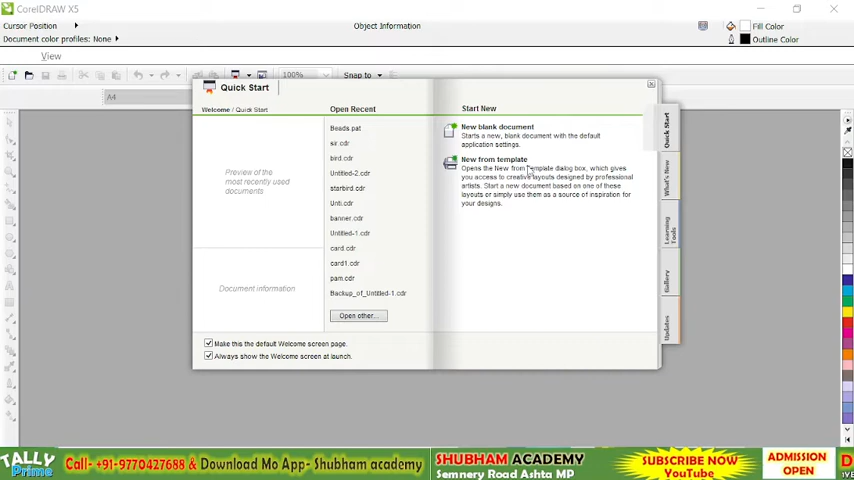 CorelDRAW X5
Cursor Position
Object Information
Fill Color
Document color profiles: None
Outline Color
View
100%
Snap to
A4
Quick Start
Welcome / Quick Start
Open Recent
Start New
Preview of the
most recently used
documents
Document information
Beads pat
sir.cdr
bird.cdr
Untitled-2.cdr
starbird.cdr
Unti.cdr
banner.cdr
Untitled-1.cdr
card.cdr
card1.cdr
pam.cdr
Backup_of_Untitled-1.cdr
Open other...
New blank document
Starts a new, blank document with the default
application settings.
New from template
Opens the New from Template dialog box, which gives
you access to creative layouts designed by professional
artists. Start a new document based on one of these
layouts or simply use them as a source of inspiration for
your designs.
Quick Start
What's New
Learning
Tools
Gallery
Updates
Make this the default Welcome screen page.
Always show the Welcome screen at launch.
TALLY
Prime
Call- +91-9770427688 & Download Mo App- Shubham academy
SHUBHAM ACADEMY
Semnery Road Ashta MP
SUBSCRIBE NOW
YouTube
ADMISSION
OPEN